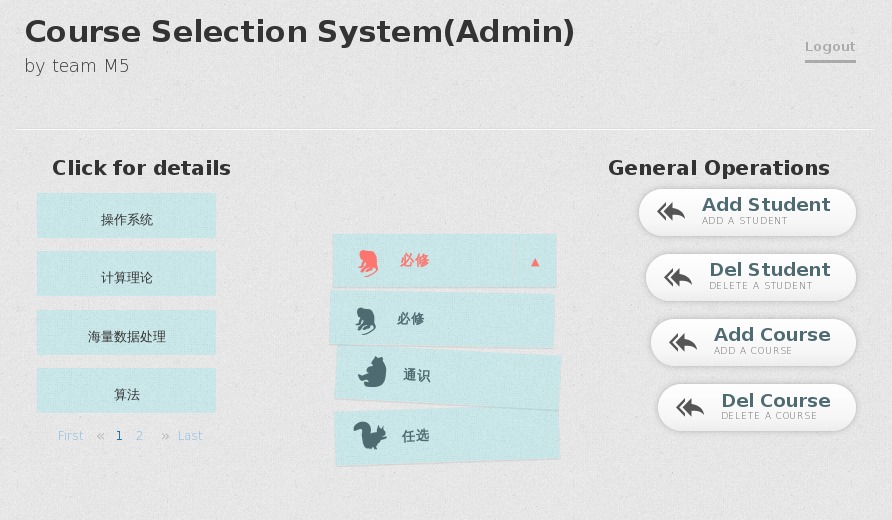 Course Selection System(Admin)
by team M5
Logout
Click for details
操作系统
计算理论
海量数据处理
算法
First « 1 2 » Last
必修 ▲
必修
通识
任选
General Operations
Add Student
ADD A STUDENT
Del Student
DELETE A STUDENT
Add Course
ADD A COURSE
Del Course
DELETE A COURSE